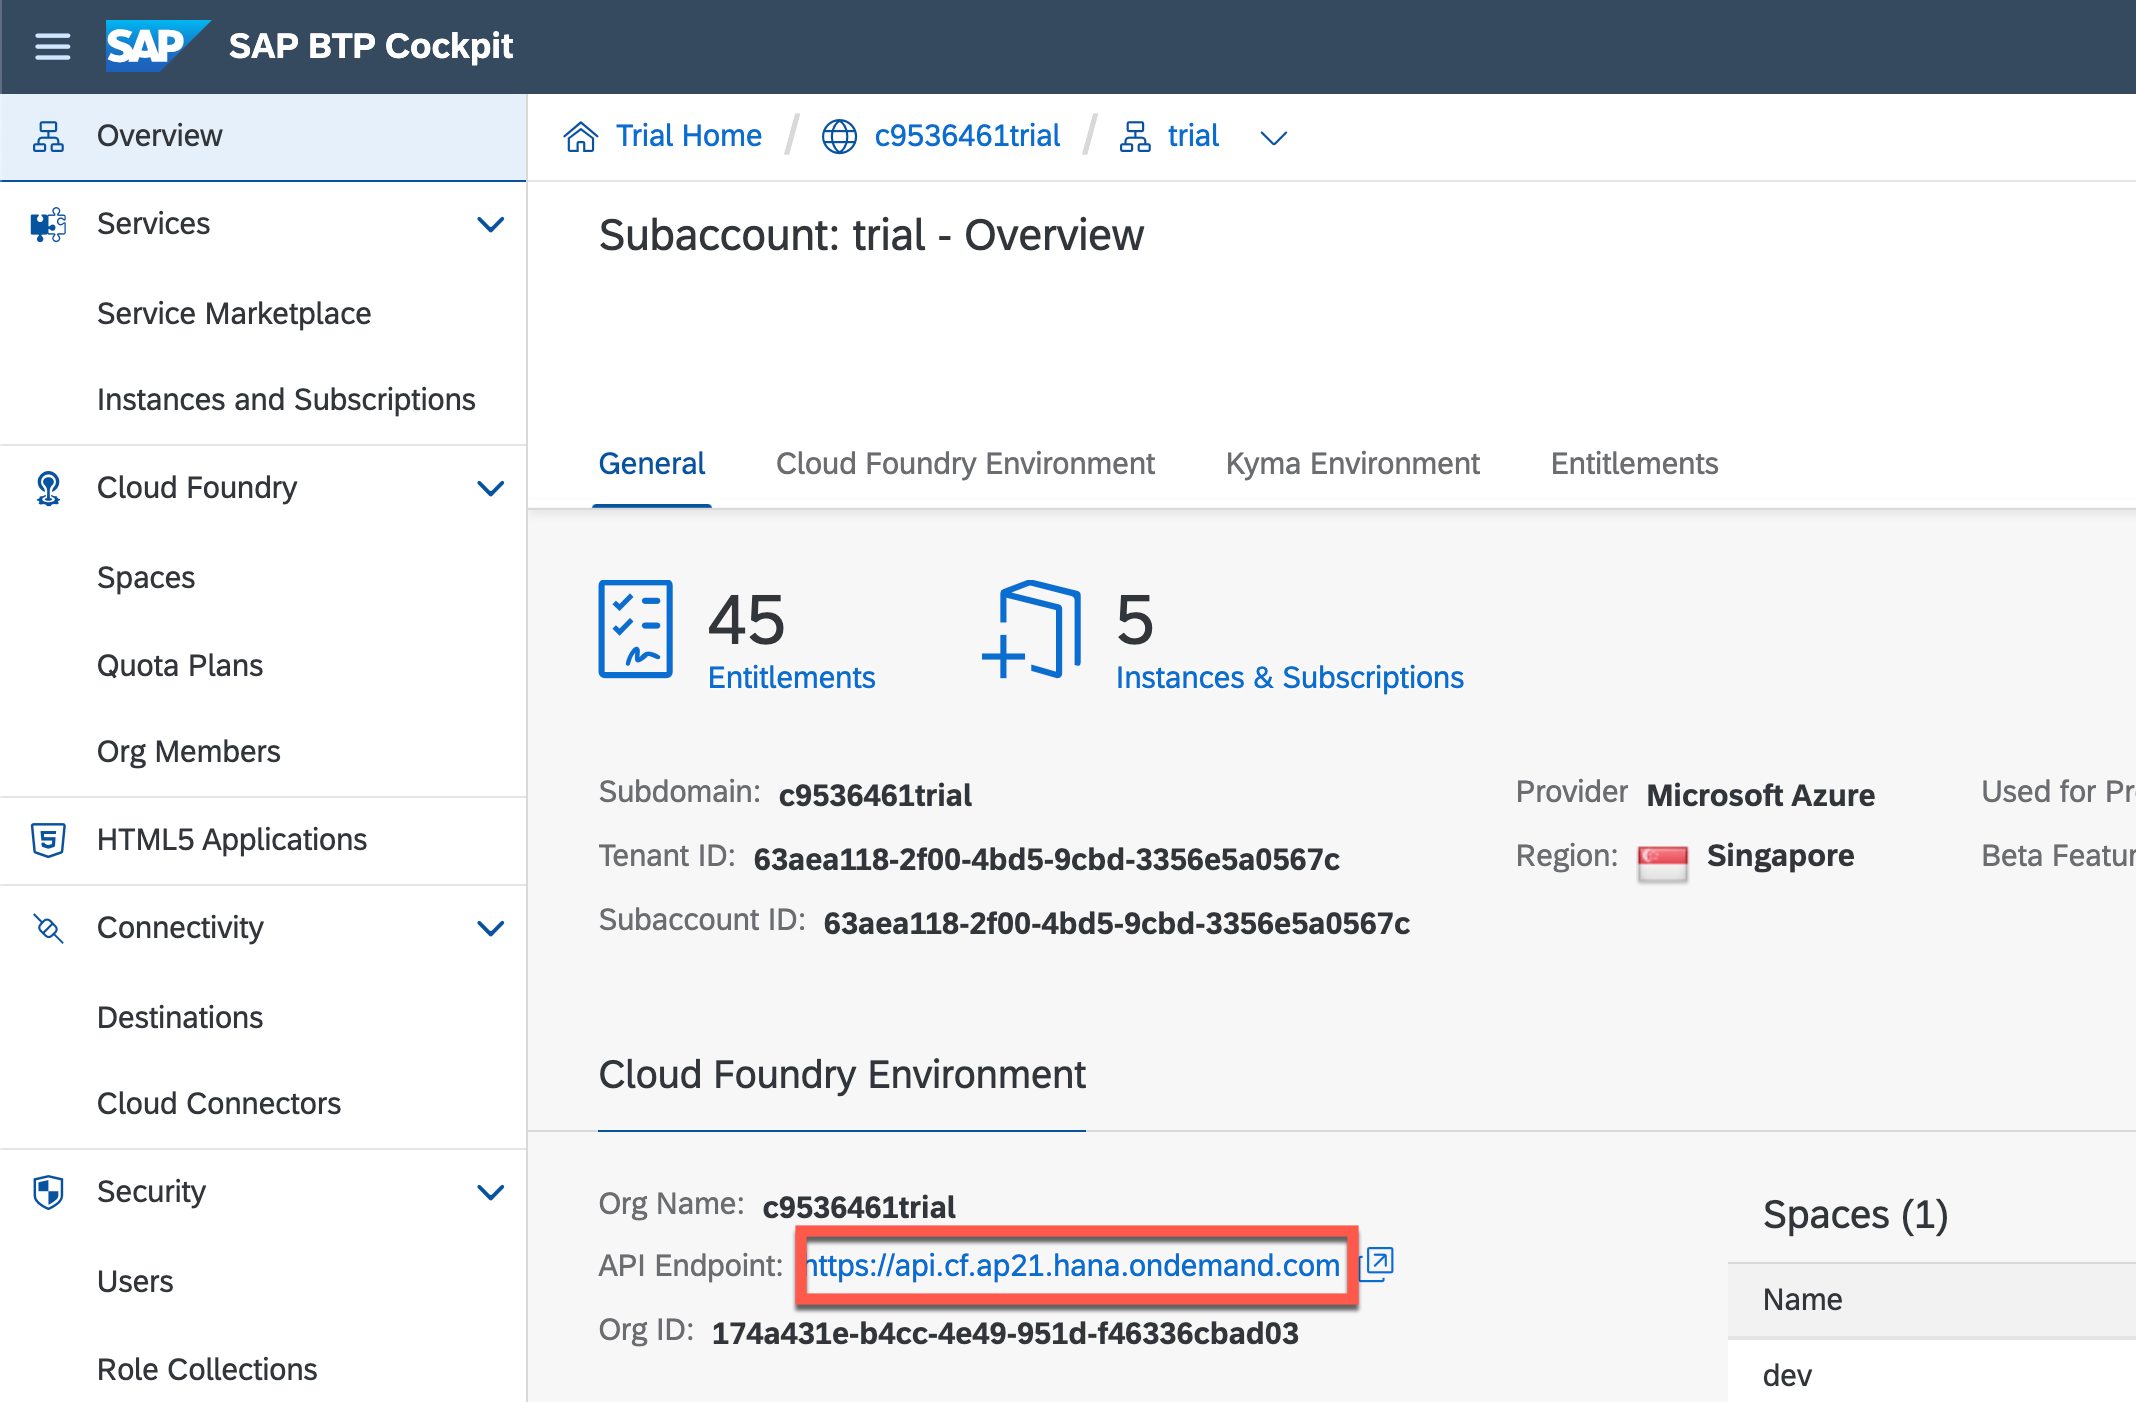 SAP SAP BTP Cockpit
Overview
Services
Service Marketplace
Instances and Subscriptions
Cloud Foundry
Spaces
Quota Plans
Org Members
HTML5 Applications
Connectivity
Destinations
Cloud Connectors
Security
Users
Role Collections
Trial Home / c9536461trial / trial
Subaccount: trial - Overview
General Cloud Foundry Environment Kyma Environment Entitlements
45
Entitlements
5
Instances & Subscriptions
Subdomain: c9536461trial
Tenant ID: 63aea118-2f00-4bd5-9cbd-3356e5a0567c
Subaccount ID: 63aea118-2f00-4bd5-9cbd-3356e5a0567c
Provider Microsoft Azure
Region: Singapore
Used for Pr
Beta Featur
Cloud Foundry Environment
Org Name: c9536461trial
API Endpoint: https://api.cf.ap21.hana.ondemand.com
Org ID: 174a431e-b4cc-4e49-951d-f46336cbad03
Spaces (1)
Name
dev